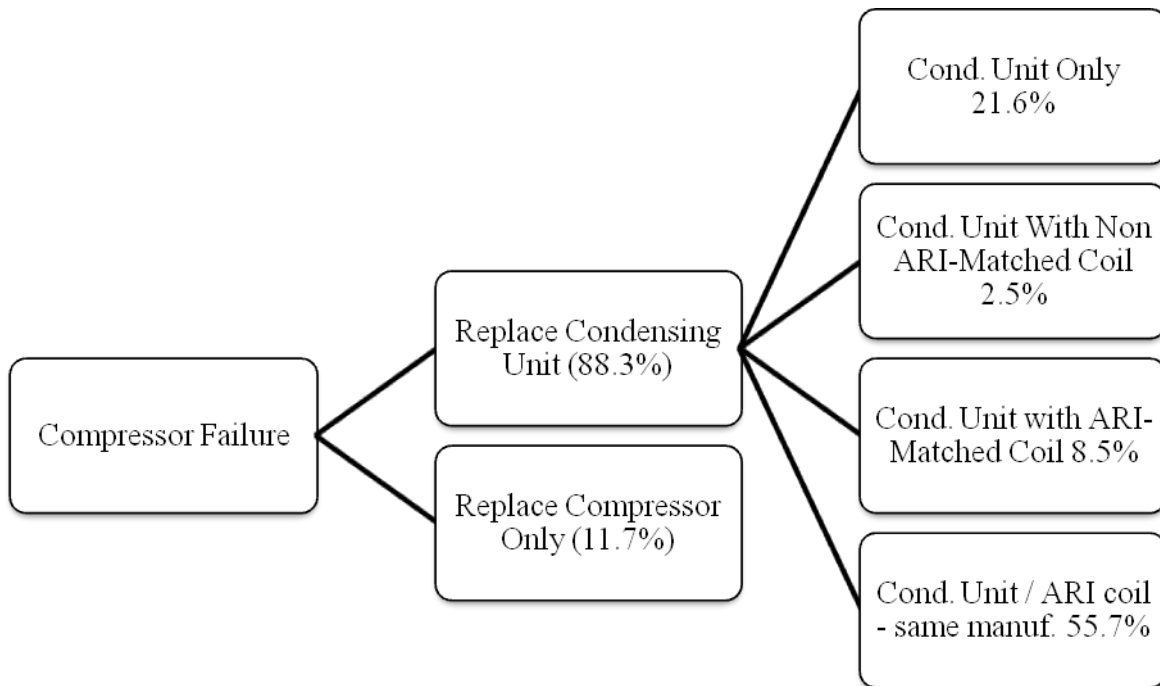 Compressor Failure
Replace Condensing
Unit (88.3%)
Replace Compressor
Only (11.7%)
Cond. Unit Only
21.6%
Cond. Unit With Non
ARI-Matched Coil
2.5%
Cond. Unit with ARI-
Matched Coil 8.5%
Cond. Unit / ARI coil
- same manuf. 55.7%